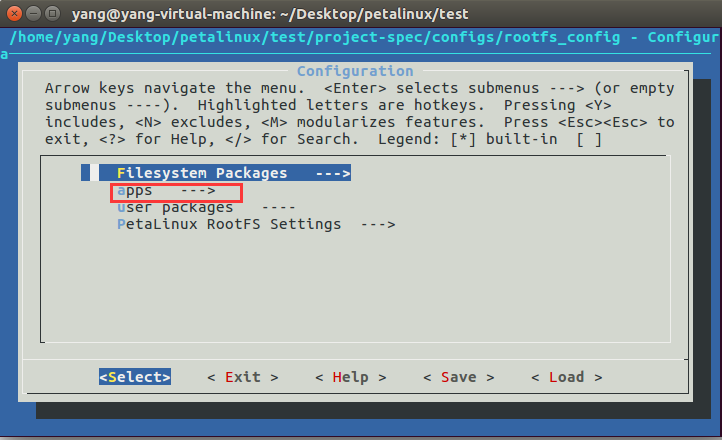 yang@yang-virtual-machine: ~/Desktop/petalinux/test
/home/yang/Desktop/petalinux/test/project-spec/configs/rootfs_config - Configur
a
Configuration
Arrow keys navigate the menu.  <Enter> selects submenus ---> (or empty
submenus ----).  Highlighted letters are hotkeys.  Pressing <Y>
includes, <N> excludes, <M> modularizes features.  Press <Esc><Esc> to
exit, <?> for Help, </> for Search.  Legend: [*] built-in  [ ]
Filesystem Packages  --->
apps  --->
user packages  ----
PetaLinux RootFS Settings  --->
<Select>    < Exit >    < Help >    < Save >    < Load >